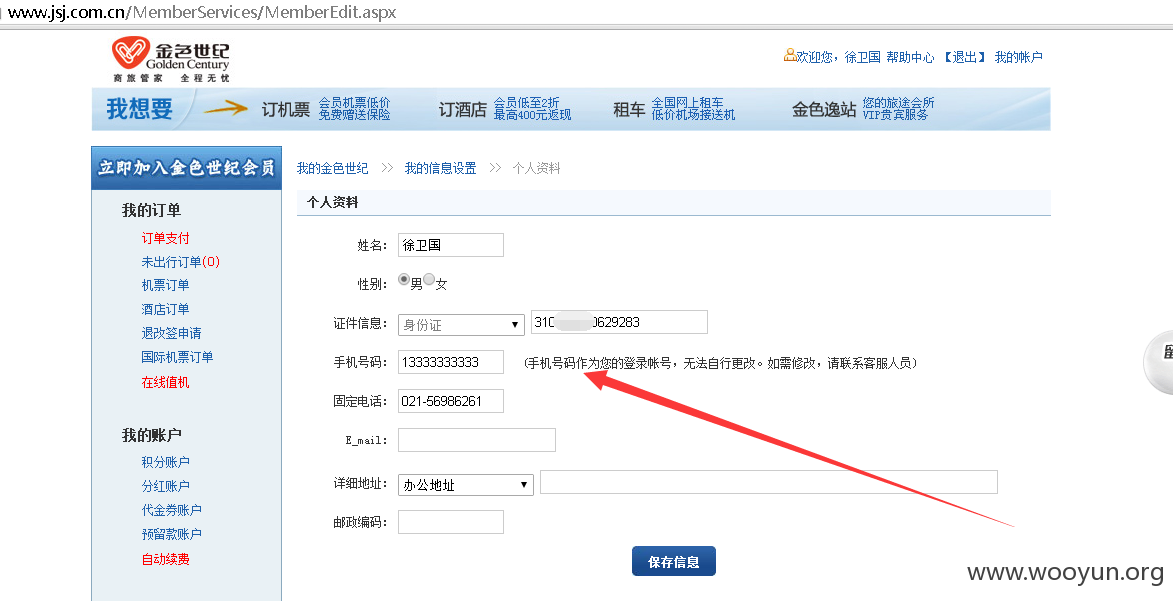 www.jsj.com.cn/MemberServices/MemberEdit.aspx
金色世纪
Golden Century
商旅管家 全程无忧
欢迎您，徐卫国 帮助中心 【退出】 我的帐户
我想要 订机票 会员机票低价 免费赠送保险 订酒店 会员低至2折 最高400元返现 租车 全国网上租车 低价机场接送机 金色逸站 您的旅途会所 VIP贵宾服务
立即加入金色世纪会员
我的订单
订单支付
未出行订单(0)
机票订单
酒店订单
退改签申请
国际机票订单
在线值机
我的账户
积分账户
分红账户
代金券账户
预留款账户
自动续费
我的金色世纪 >> 我的信息设置 >> 个人资料
个人资料
姓名： 徐卫国
性别： 男 女
证件信息： 身份证 310 0629283
手机号码： 13333333333 （手机号码作为您的登录帐号，无法自行更改。如需修改，请联系客服人员）
固定电话： 021-56986261
E_mail：
详细地址： 办公地址
邮政编码：
保存信息
www.wooyun.org